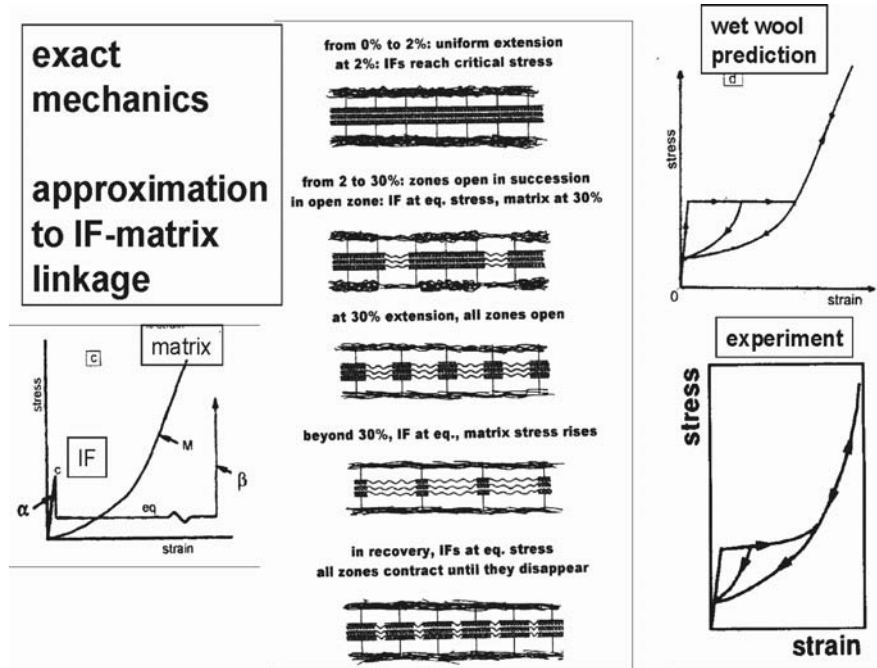 exact
mechanics
approximation
to IF-matrix
linkage
c
matrix
stress
IF
c
M
α
eq
β
strain
from 0% to 2%: uniform extension
at 2%: IFs reach critical stress
from 2 to 30%: zones open in succession
in open zone: IF at eq. stress, matrix at 30%
at 30% extension, all zones open
beyond 30%, IF at eq., matrix stress rises
in recovery, IFs at eq. stress
all zones contract until they disappear
wet wool
prediction
d
stress
0
strain
experiment
stress
strain